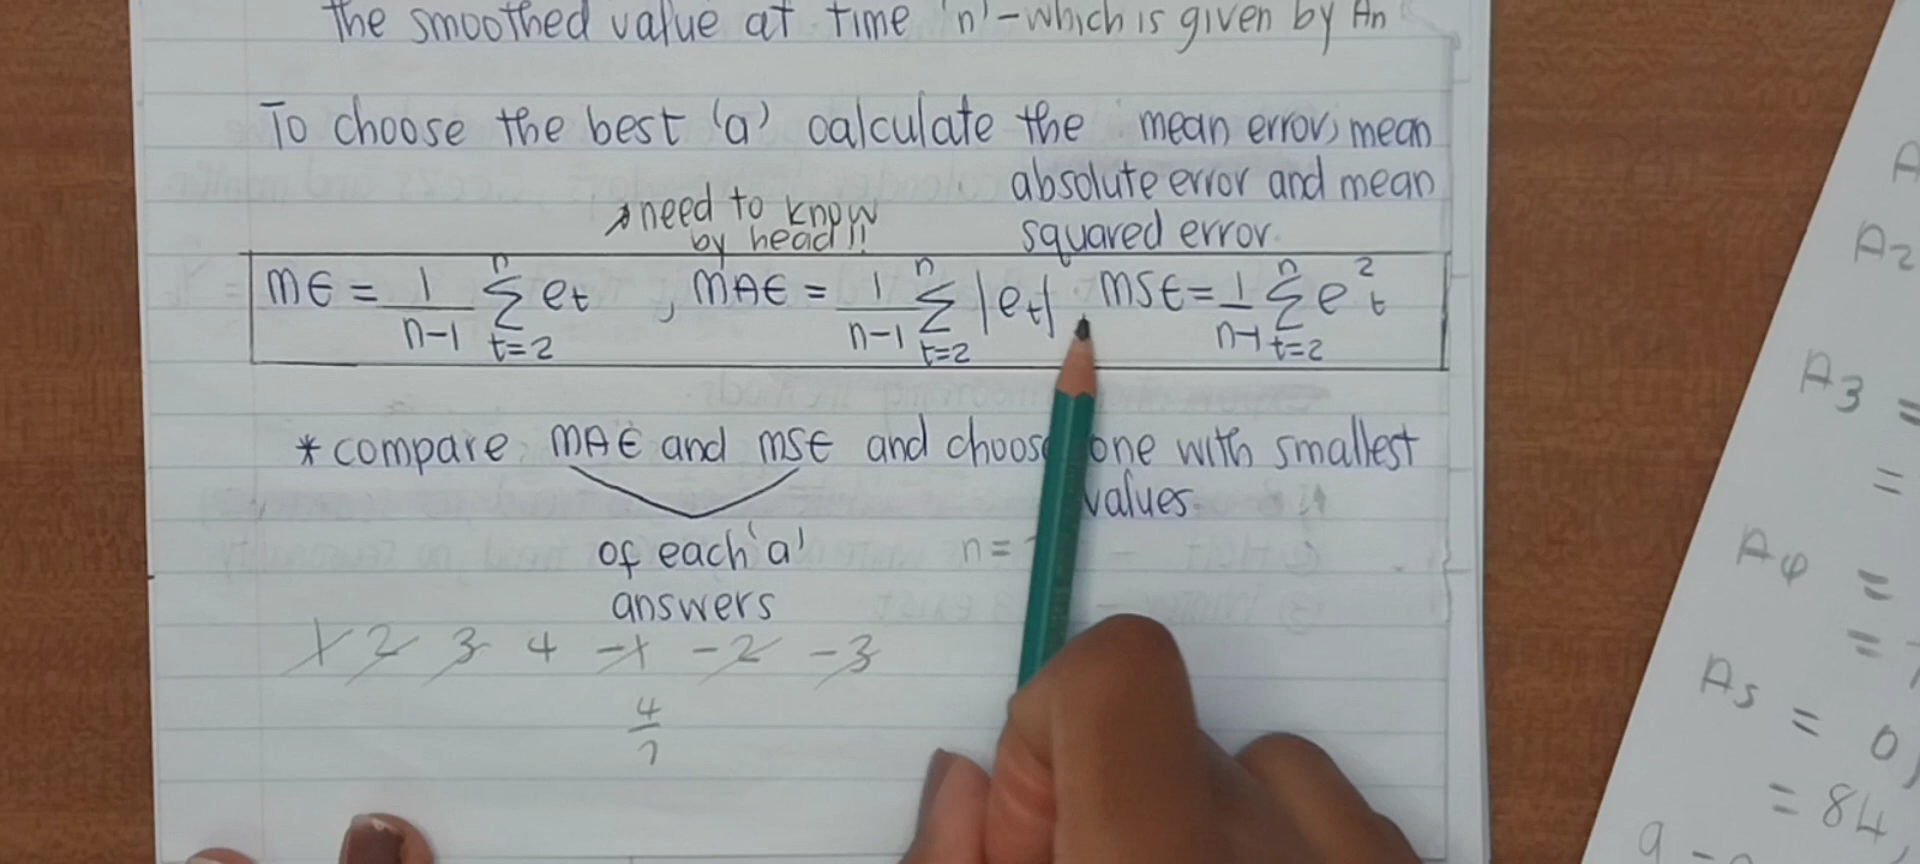 the smoothed value at time 'n' - which is given by An
To choose the best 'a' calculate the mean error, mean
absolute error and mean
squared error.
need to know
by head!!
ME = 1/n-1 n Σ t=2 et , MAE = 1/n-1 n Σ t=2 |et| MSE = 1/n-1 n Σ t=2 e²t
* compare MAE and MSE and choose one with smallest
values.
of each 'a'
answers
n =
1 2 3 4 -1 -2 -3
4
7
A2
A3 =
=
A4 =
=
A5 = 0,
= 84,